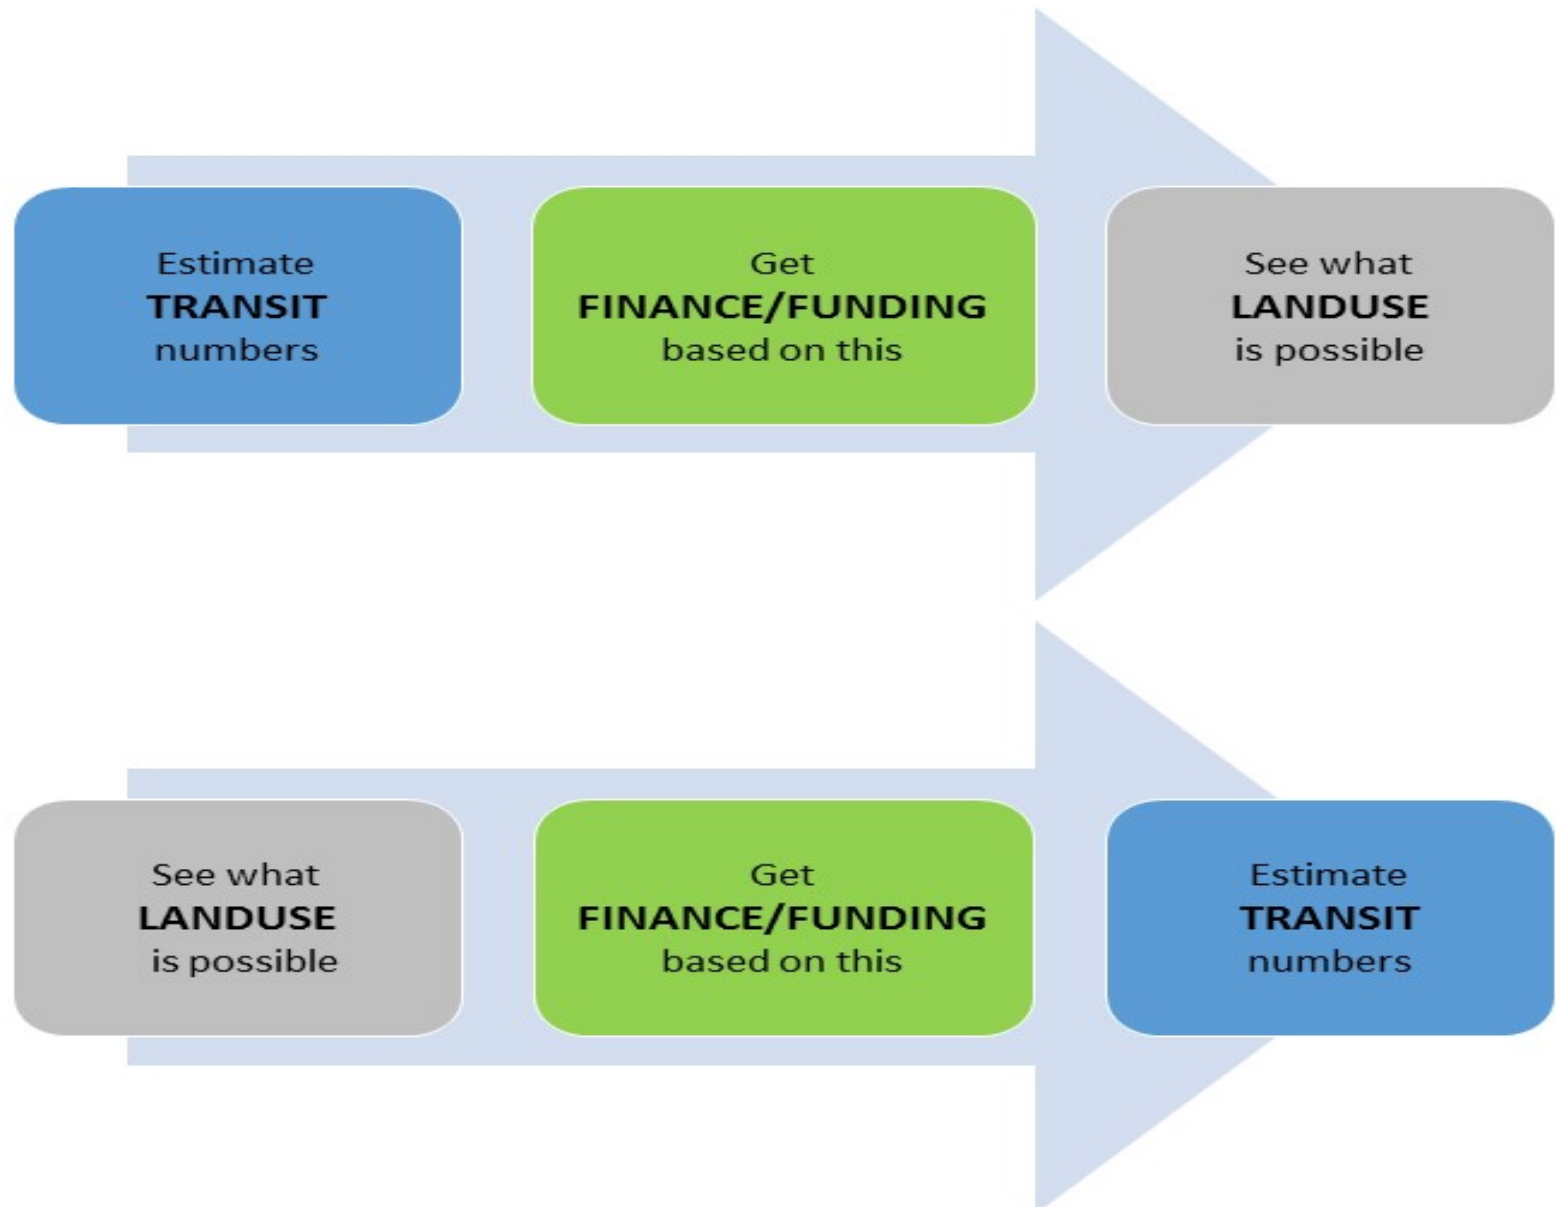 Estimate
TRANSIT
numbers
Get
FINANCE/FUNDING
based on this
See what
LANDUSE
is possible
See what
LANDUSE
is possible
Get
FINANCE/FUNDING
based on this
Estimate
TRANSIT
numbers